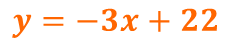 y = −3x + 22